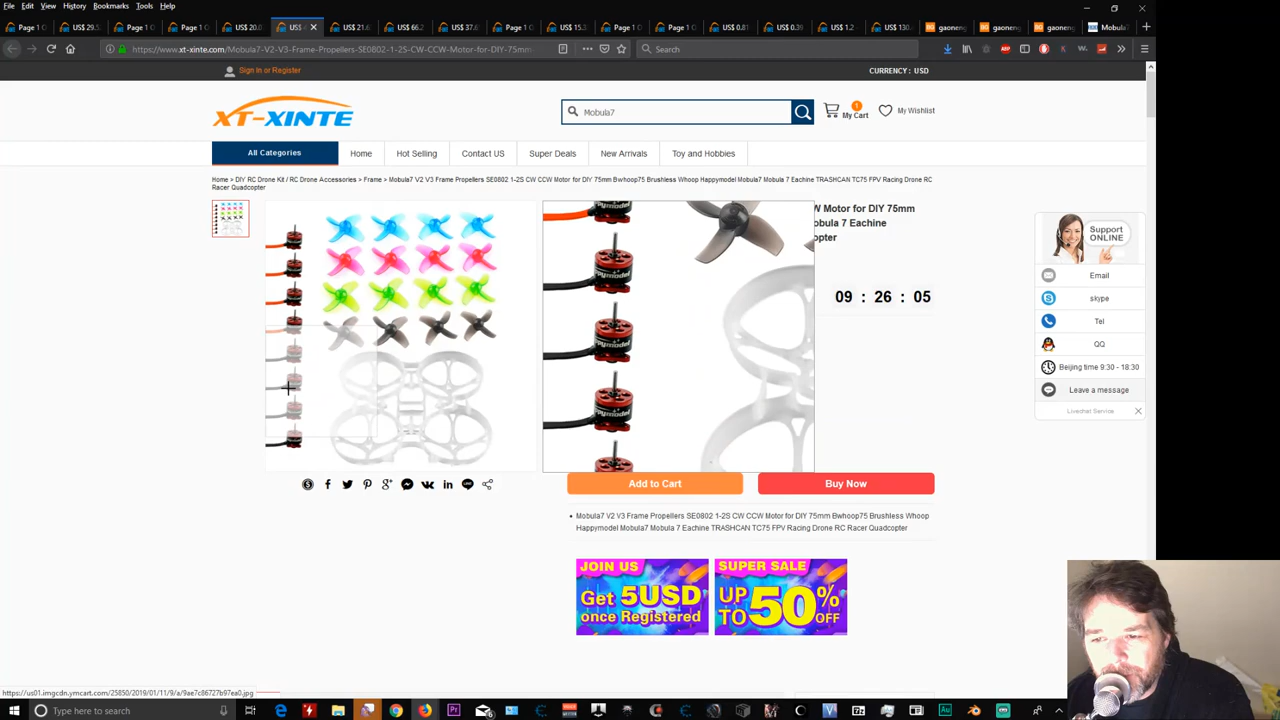 File Edit View History Bookmarks Tools Help
Page 1 O
US$ 29.5
Page 1
Page 1 O
US$ 20.0
US$
US$ 21.6
US$ 66.2
US$ 37.6
Page 1 O
US$ 15.3
Page 1 O
Page 1 O
US$ 0.81
US$ 0.39
US$ 1.2
US$ 130.
BG gaoneng
BG gaoneng
BG gaoneng
Mobula7
https://www.xt-xinte.com/Mobula7-V2-V3-Frame-Propellers-SE0802-1-2S-CW-CCW-Motor-for-DIY-75mm
Search
Sign In or Register
CURRENCY : USD
XT-XINTE
Mobula7
1
My Cart
My Wishlist
All Categories
Home
Hot Selling
Contact US
Super Deals
New Arrivals
Toy and Hobbies
Home > DIY RC Drone Kit / RC Drone Accessories > Frame > Mobula7 V2 V3 Frame Propellers SE0802 1-2S CW CCW Motor for DIY 75mm Bwhoop75 Brushless Whoop Happymodel Mobula7 Mobula 7 Eachine TRASHCAN TC75 FPV Racing Drone RC
Racer Quadcopter
W Motor for DIY 75mm
obula 7 Eachine
opter
09 : 26 : 05
Support
ONLINE
Email
skype
Tel
QQ
Beijing time 9:30 - 18:30
Leave a message
Livechat Service
Add to Cart
Buy Now
Mobula7 V2 V3 Frame Propellers SE0802 1-2S CW CCW Motor for DIY 75mm Bwhoop75 Brushless Whoop
Happymodel Mobula7 Mobula 7 Eachine TRASHCAN TC75 FPV Racing Drone RC Racer Quadcopter
JOIN US
Get 5USD
once Registered
SUPER SALE
UP TO 50% OFF
https://us01.imgcdn.ymcart.com/25850/2019/01/11/9/a/9ae7c86727b97ea0.jpg
Type here to search